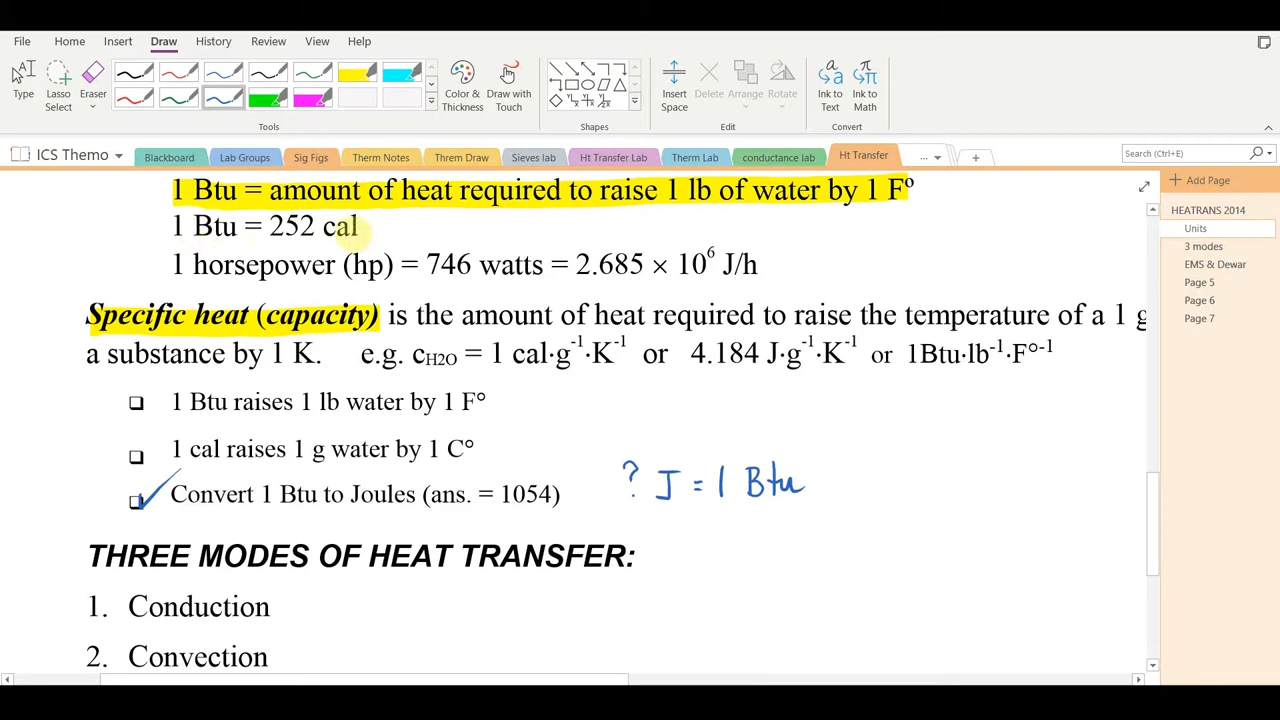 File Home Insert Draw History Review View Help
Type Lasso Select Eraser Color & Thickness Draw with Touch Insert Space Delete Arrange Rotate Ink to Text Ink to Math
Tools Shapes Edit Convert
ICS Themo Blackboard Lab Groups Sig Figs Therm Notes Therm Draw Sieves lab Ht Transfer Lab Therm Lab conductance lab Ht Transfer ... + Search (Ctrl+E)
+ Add Page
HEATRANS 2014
Units
3 modes
EMS & Dewar
Page 5
Page 6
Page 7
1 Btu = amount of heat required to raise 1 lb of water by 1 Fº
1 Btu = 252 cal
1 horsepower (hp) = 746 watts = 2.685 × 10⁶ J/h
Specific heat (capacity) is the amount of heat required to raise the temperature of a 1 g
a substance by 1 K. e.g. cH2O = 1 cal·g⁻¹·K⁻¹ or 4.184 J·g⁻¹·K⁻¹ or 1Btu·lb⁻¹·F°⁻¹
❑ 1 Btu raises 1 lb water by 1 F°
❑ 1 cal raises 1 g water by 1 C°
❑ Convert 1 Btu to Joules (ans. = 1054) ? J = 1 Btu
THREE MODES OF HEAT TRANSFER:
1. Conduction
2. Convection